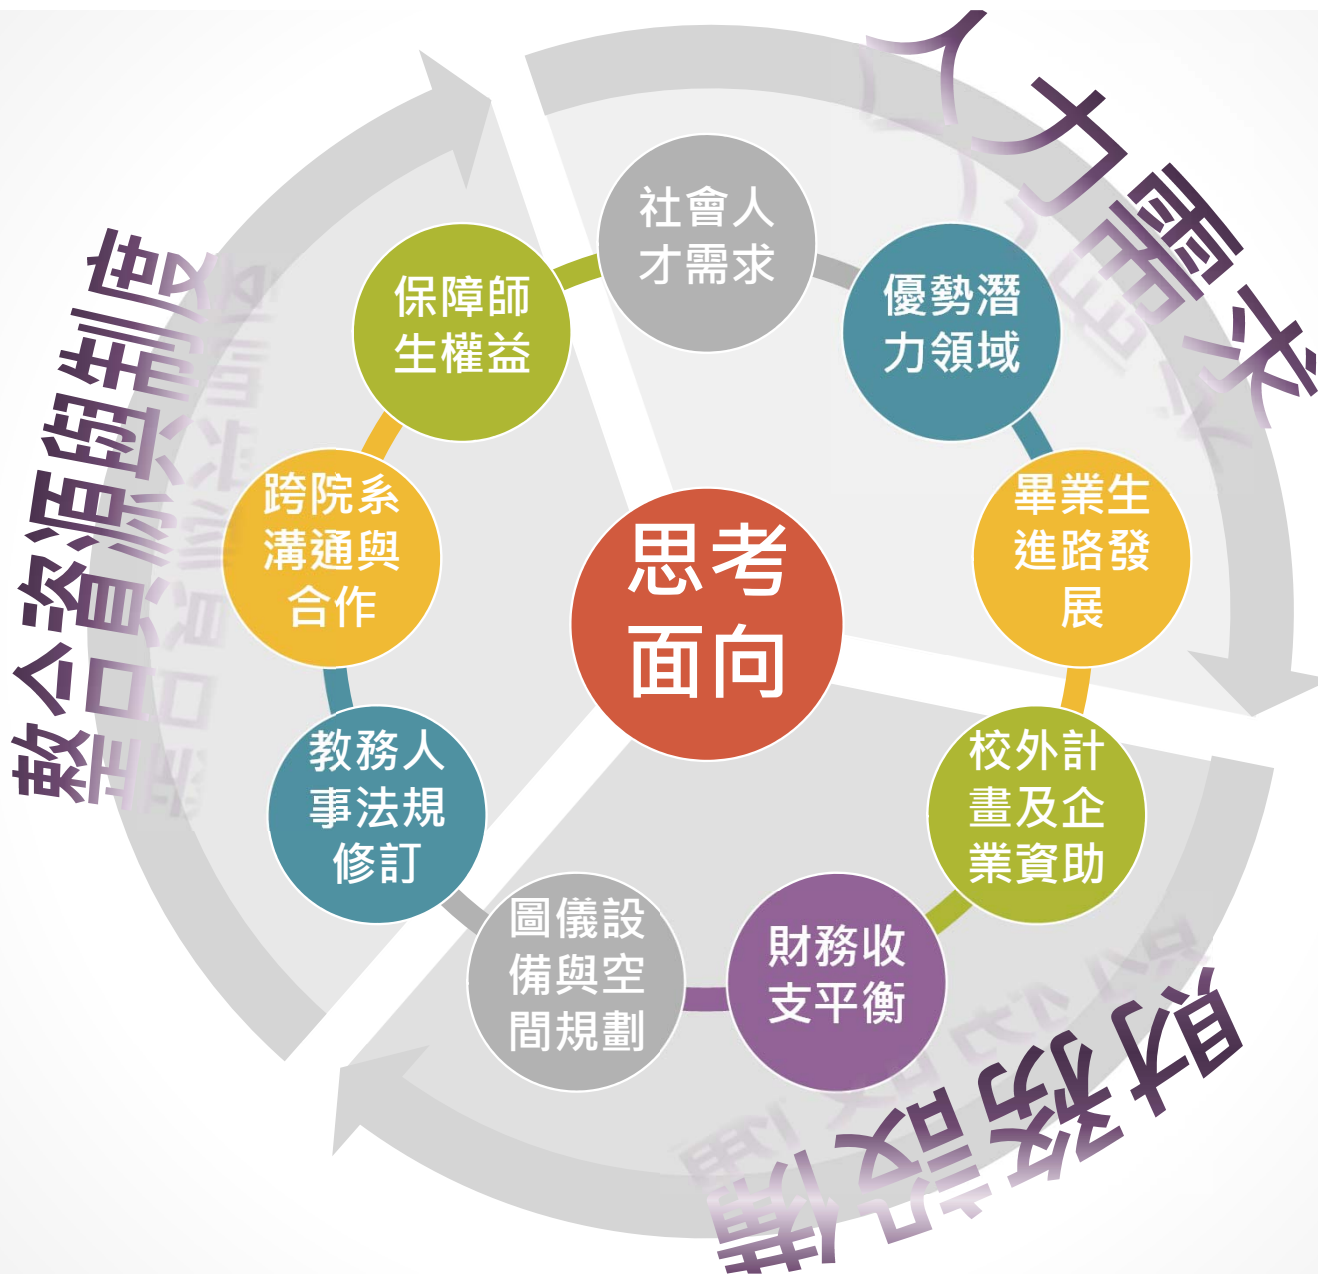 人力需求
社會人
才需求
優勢潛
力領域
畢業生
進路發
展
校外計
畫及企
業資助
財務收
支平衡
圖儀設
備與空
間規劃
教務人
事法規
修訂
跨院系
溝通與
合作
保障師
生權益
思考
面向
財務設備
整合資源與制度